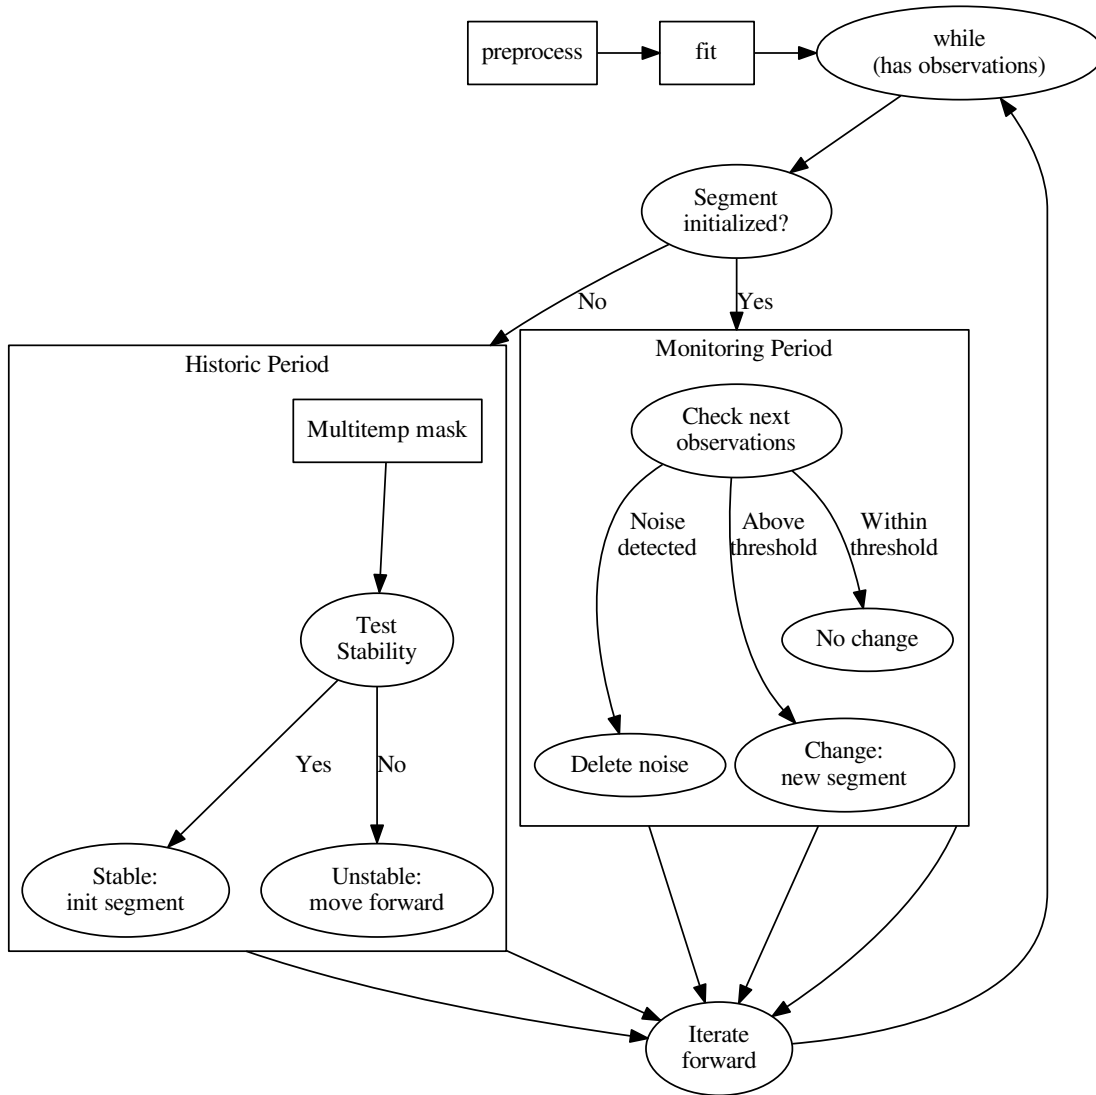 preprocess
fit
while
(has observations)
Segment
initialized?
No
Yes
Historic Period
Multitemp mask
Test
Stability
Yes
No
Stable:
init segment
Unstable:
move forward
Monitoring Period
Check next
observations
Noise
detected
Above
threshold
Within
threshold
No change
Delete noise
Change:
new segment
Iterate
forward